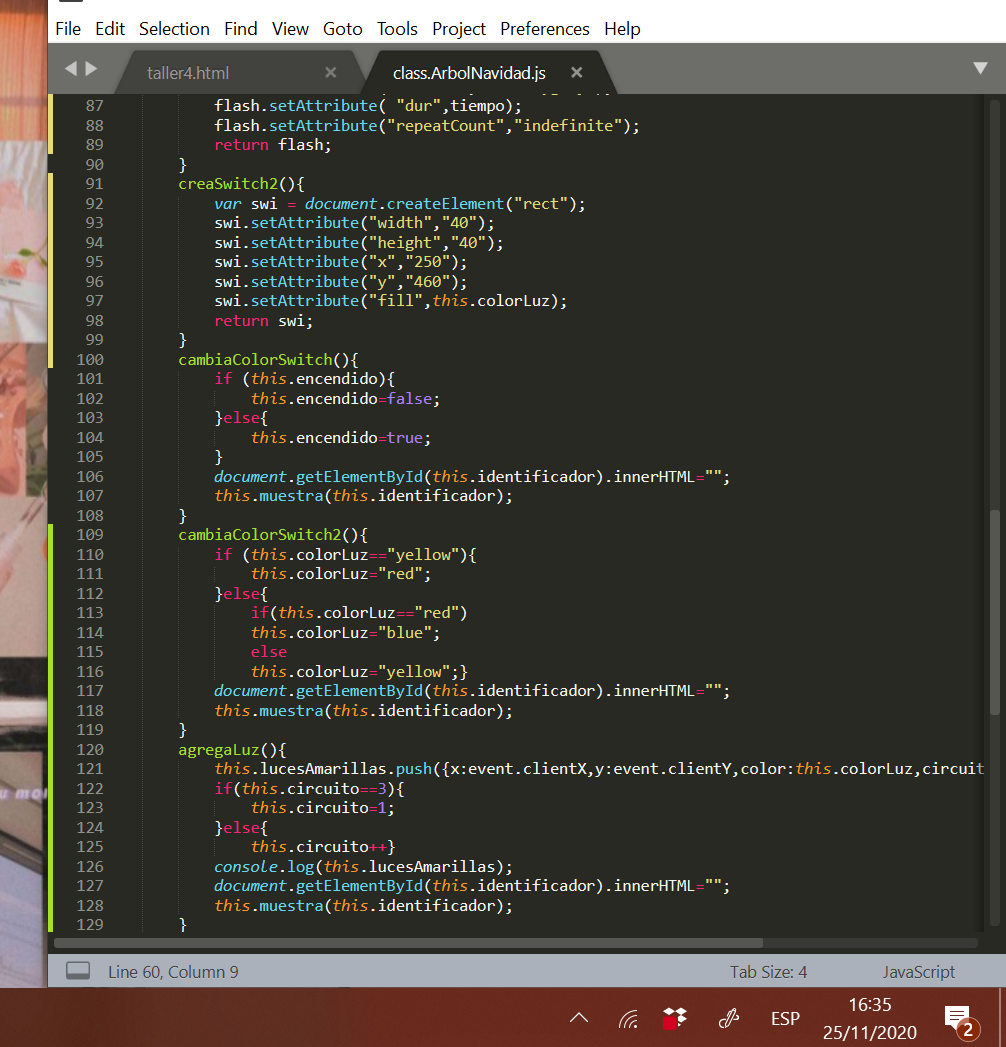 File Edit Selection Find View Goto Tools Project Preferences Help
taller4.html × class.ArbolNavidad.js ×
87 flash.setAttribute( "dur",tiempo);
88 flash.setAttribute("repeatCount","indefinite");
89 return flash;
90 }
91 creaSwitch2(){
92 var swi = document.createElement("rect");
93 swi.setAttribute("width","40");
94 swi.setAttribute("height","40");
95 swi.setAttribute("x","250");
96 swi.setAttribute("y","460");
97 swi.setAttribute("fill",this.colorLuz);
98 return swi;
99 }
100 cambiaColorSwitch(){
101 if (this.encendido){
102 this.encendido=false;
103 }else{
104 this.encendido=true;
105 }
106 document.getElementById(this.identificador).innerHTML="";
107 this.muestra(this.identificador);
108 }
109 cambiaColorSwitch2(){
110 if (this.colorLuz=="yellow"){
111 this.colorLuz="red";
112 }else{
113 if(this.colorLuz=="red")
114 this.colorLuz="blue";
115 else
116 this.colorLuz="yellow";}
117 document.getElementById(this.identificador).innerHTML="";
118 this.muestra(this.identificador);
119 }
120 agregaLuz(){
121 this.lucesAmarillas.push({x:event.clientX,y:event.clientY,color:this.colorLuz,circuit
122 if(this.circuito==3){
123 this.circuito=1;
124 }else{
125 this.circuito++}
126 console.log(this.lucesAmarillas);
127 document.getElementById(this.identificador).innerHTML="";
128 this.muestra(this.identificador);
129 }
Line 60, Column 9 Tab Size: 4 JavaScript
ESP 16:35 2
25/11/2020